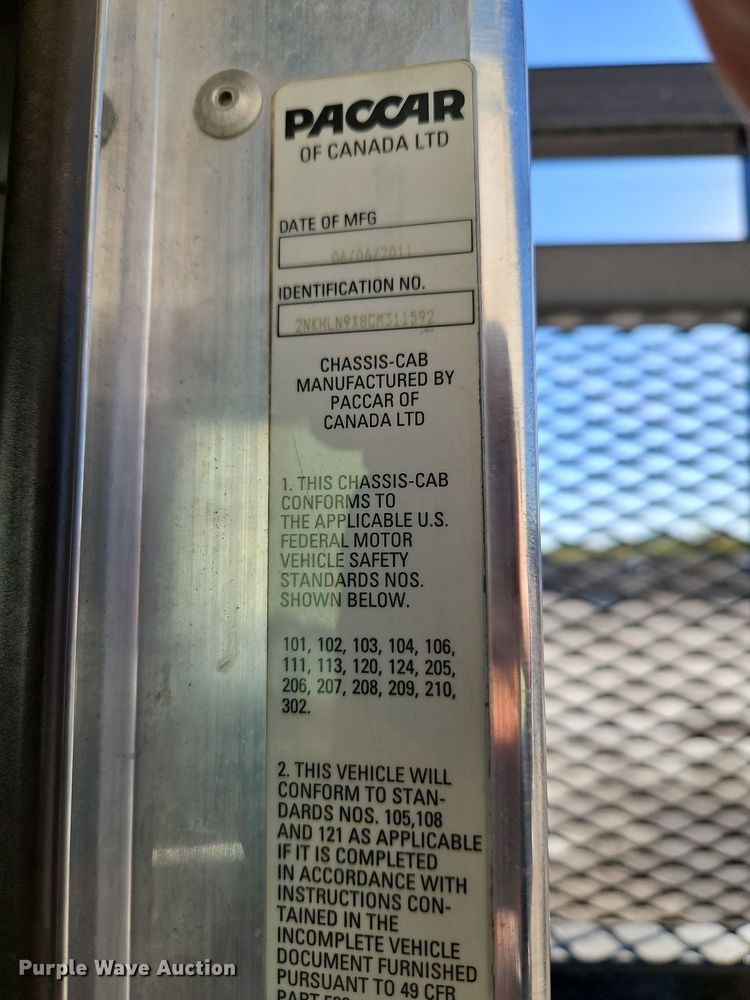 PACCAR
OF CANADA LTD
DATE OF MFG
06/06/2011
IDENTIFICATION NO.
2NKHLN9X8CM311592
CHASSIS-CAB
MANUFACTURED BY
PACCAR OF
CANADA LTD
1. THIS CHASSIS-CAB
CONFORMS TO
THE APPLICABLE U.S.
FEDERAL MOTOR
VEHICLE SAFETY
STANDARDS NOS.
SHOWN BELOW.
101, 102, 103, 104, 106,
111, 113, 120, 124, 205,
206, 207, 208, 209, 210,
302.
2. THIS VEHICLE WILL
CONFORM TO STAN-
DARDS NOS. 105,108
AND 121 AS APPLICABLE
IF IT IS COMPLETED
IN ACCORDANCE WITH
INSTRUCTIONS CON-
TAINED IN THE
INCOMPLETE VEHICLE
DOCUMENT FURNISHED
PURSUANT TO 49 CFR
PART
Purple Wave Auction